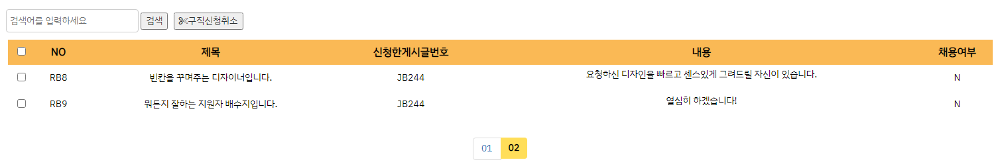 검색어를 입력하세요 검색 ✂구직신청취소
NO 제목 신청한게시글번호 내용 채용여부
RB8 빈칸을 꾸며주는 디자이너입니다. JB244 요청하신 디자인을 빠르고 센스있게 그려드릴 자신이 있습니다. N
RB9 뭐든지 잘하는 지원자 배수지입니다. JB244 열심히 하겠습니다! N
01 02